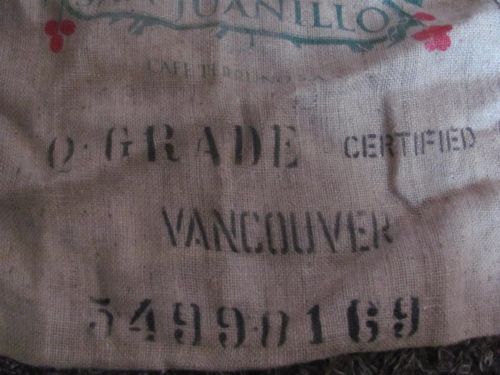 JUANILLO
Q-GRADE CERTIFIED
VANCOUVER
54990169